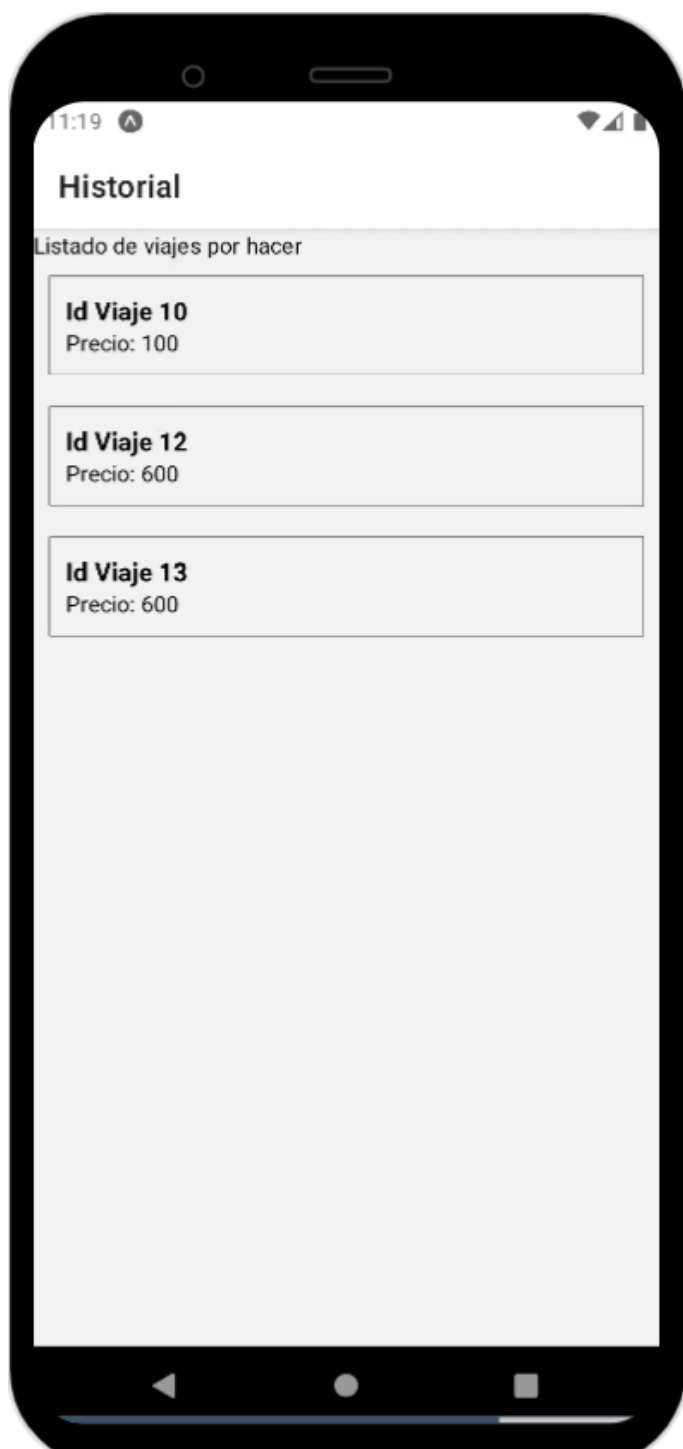 11:19
Historial
Listado de viajes por hacer
Id Viaje 10
Precio: 100
Id Viaje 12
Precio: 600
Id Viaje 13
Precio: 600